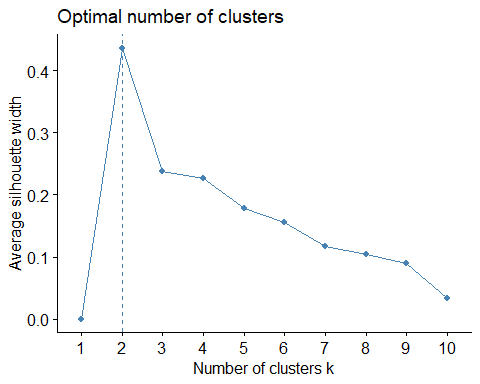 Optimal number of clusters
Average silhouette width
0.4
0.3
0.2
0.1
0.0
1 2 3 4 5 6 7 8 9 10
Number of clusters k